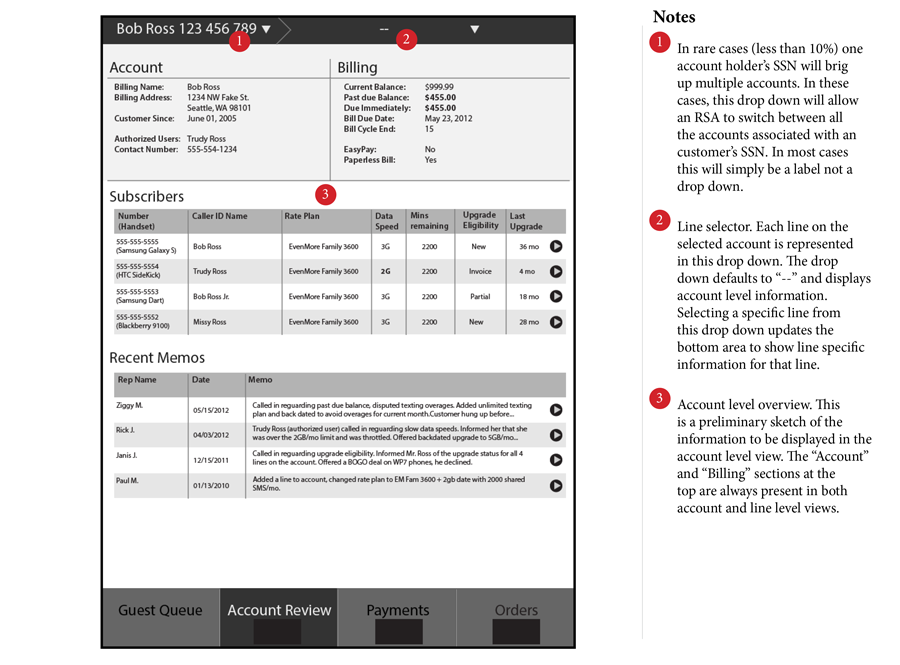 Bob Ross 123 456 789 ▼
1
--
2
▼
Account
Billing Name: Bob Ross
Billing Address: 1234 NW Fake St.
Seattle, WA 98101
Customer Since: June 01, 2005
Authorized Users: Trudy Ross
Contact Number: 555-554-1234
Billing
Current Balance: $999.99
Past due Balance: $455.00
Due Immediately: $455.00
Bill Due Date: May 23, 2012
Bill Cycle End: 15
EasyPay: No
Paperless Bill: Yes
3
Subscribers
Number (Handset) Caller ID Name Rate Plan Data Speed Mins remaining Upgrade Eligibility Last Upgrade
555-555-5555
(Samsung Galaxy S) Bob Ross EvenMore Family 3600 3G 2200 New 36 mo
555-555-5554
(HTC SideKick) Trudy Ross EvenMore Family 3600 2G 2200 Invoice 4 mo
555-555-5553
(Samsung Dart) Bob Ross Jr. EvenMore Family 3600 3G 2200 Partial 18 mo
555-555-5552
(Blackberry 9100) Missy Ross EvenMore Family 3600 3G 2200 New 28 mo
Recent Memos
Rep Name Date Memo
Ziggy M. 05/15/2012 Called in reguarding past due balance, disputed texting overages. Added unlimited texting
plan and back dated to avoid overages for current month.Customer hung up before...
Rick J. 04/03/2012 Trudy Ross (authorized user) called in reguarding slow data speeds. Informed her that she
was over the 2GB/mo limit and was throttled. Offered backdated upgrade to 5GB/mo...
Janis J. 12/15/2011 Called in reguarding upgrade eligibility. Informed Mr. Ross of the upgrade status for all 4
lines on the account. Offered a BOGO deal on WP7 phones, he declined.
Paul M. 01/13/2010 Added a line to account, changed rate plan to EM Fam 3600 + 2gb date with 2000 shared
SMS/mo.
Guest Queue Account Review Payments Orders
Notes
1 In rare cases (less than 10%) one
account holder’s SSN will brig
up multiple accounts. In these
cases, this drop down will allow
an RSA to switch between all
the accounts associated with an
customer’s SSN. In most cases
this will simply be a label not a
drop down.
2 Line selector. Each line on the
selected account is represented
in this drop down. The drop
down defaults to “--” and displays
account level information.
Selecting a specific line from
this drop down updates the
bottom area to show line specific
information for that line.
3 Account level overview. This
is a preliminary sketch of the
information to be displayed in the
account level view. The “Account”
and “Billing” sections at the
top are always present in both
account and line level views.